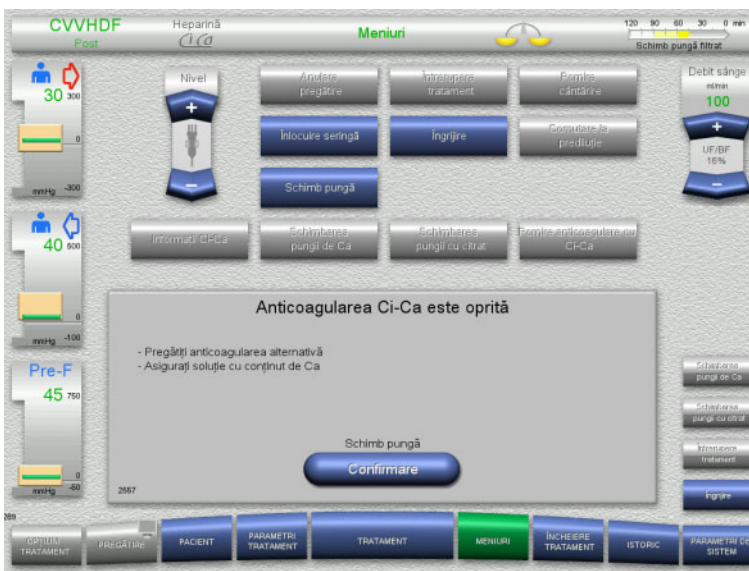 CVVHDF
Post
Heparină
Ci Ca
Meniuri
120 90 60 30 0 min
Schimb pungă filtrat
30 300
0
mmHg -300
40 500
0
mmHg -100
Pre-F
45 750
0
mmHg -50
Nivel
+
−
Anulare
pregătire
Întrerupere
tratament
Pornire
cântărire
Înlocuire seringă
Îngrijire
Comutare la
prediluție
Schimb pungă
Informații Ci-Ca
Schimbarea
pungii de Ca
Schimbarea
pungii cu citrat
Pornire anticoagulare cu
Ci-Ca
Debit sânge
ml/min
100
+
UF/BF
16%
−
Anticoagularea Ci-Ca este oprită
- Pregătiți anticoagularea alternativă
- Asigurați soluție cu conținut de Ca
Schimb pungă
Confirmare
2557
Schimbarea
pungii de Ca
Schimbarea
pungii cu citrat
Întrerupere
tratament
Îngrijire
289
OPȚIUNI
TRATAMENT
PREGĂTIRE
PACIENT
PARAMETRI
TRATAMENT
TRATAMENT
MENIURI
ÎNCHEIERE
TRATAMENT
ISTORIC
PARAMETRI DE
SISTEM